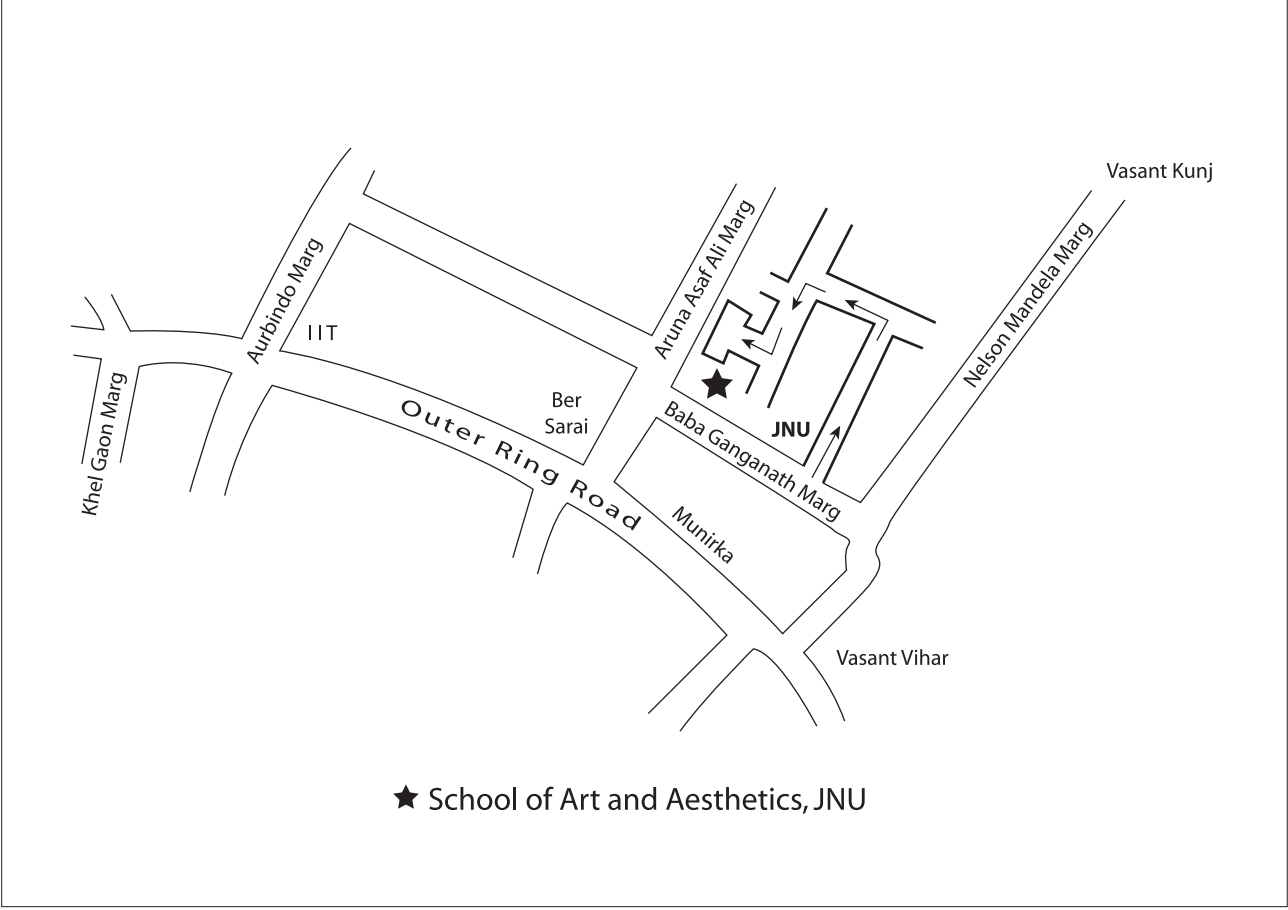 Vasant Kunj
Aruna Asaf Ali Marg
Nelson Mandela Marg
Aurbindo Marg
IIT
Khel Gaon Marg
Ber
Sarai
Outer Ring Road
JNU
Baba Ganganath Marg
Munirka
Vasant Vihar
School of Art and Aesthetics, JNU